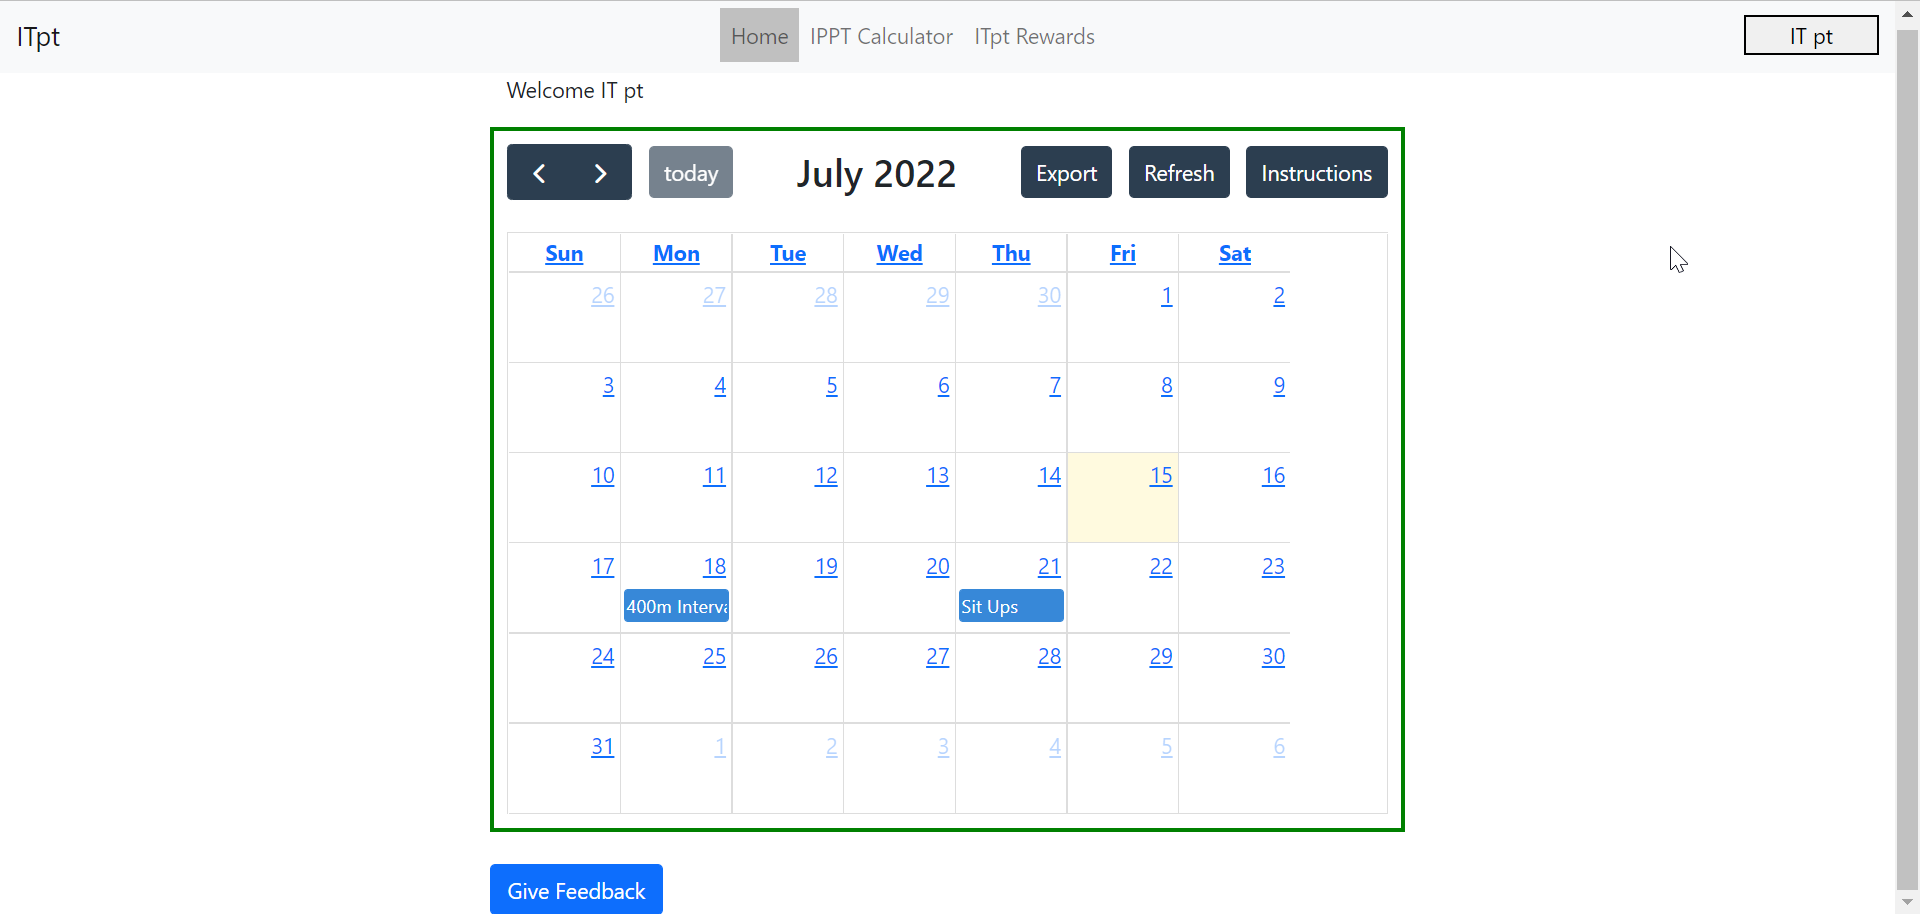 ITpt Home IPPT Calculator ITpt Rewards IT pt
Welcome IT pt
today July 2022 Export Refresh Instructions
Sun Mon Tue Wed Thu Fri Sat
26 27 28 29 30 1 2
3 4 5 6 7 8 9
10 11 12 13 14 15 16
17 18 19 20 21 22 23
400m Interva Sit Ups
24 25 26 27 28 29 30
31 1 2 3 4 5 6
Give Feedback